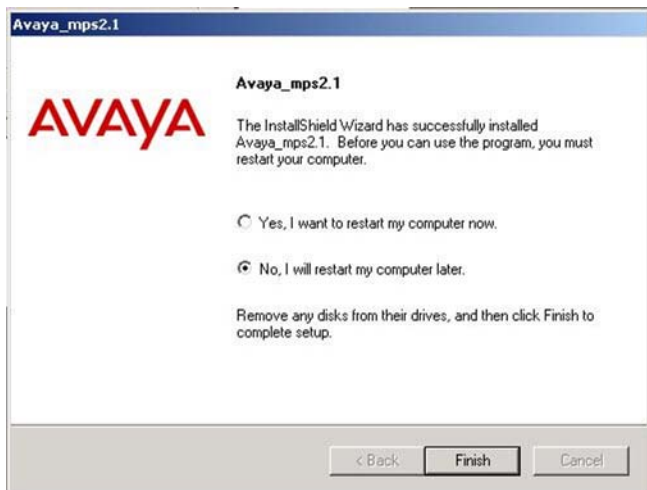 Avaya_mps2.1
Avaya_mps2.1
AVAYA
The InstallShield Wizard has successfully installed
Avaya_mps2.1. Before you can use the program, you must
restart your computer.
Yes, I want to restart my computer now.
No, I will restart my computer later.
Remove any disks from their drives, and then click Finish to
complete setup.
< Back
Finish
Cancel